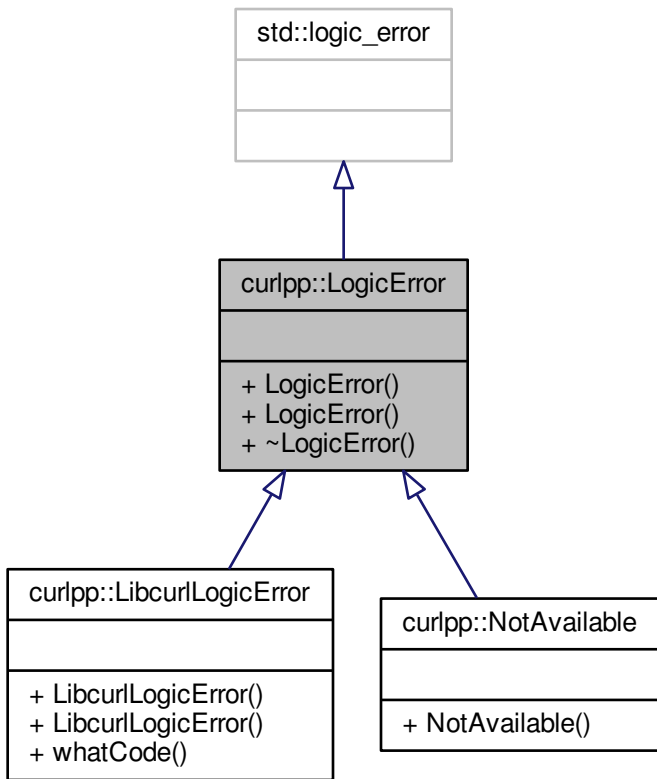 std::logic_error
curlpp::LogicError
+ LogicError()
+ LogicError()
+ ~LogicError()
curlpp::LibcurlLogicError
+ LibcurlLogicError()
+ LibcurlLogicError()
+ whatCode()
curlpp::NotAvailable
+ NotAvailable()